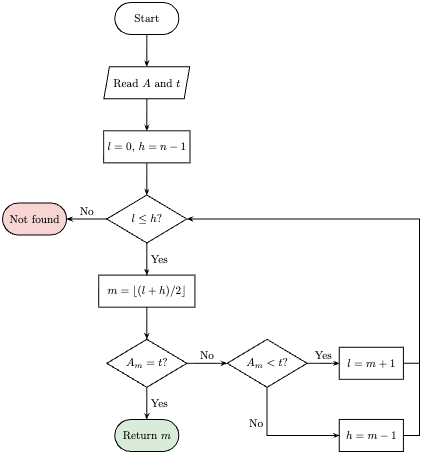 Start
Read A and t
l = 0, h = n − 1
l ≤ h?
No
Not found
Yes
m = ⌊(l + h)/2⌋
A_m = t?
No
A_m < t?
Yes
l = m + 1
Yes
No
Return m
h = m − 1